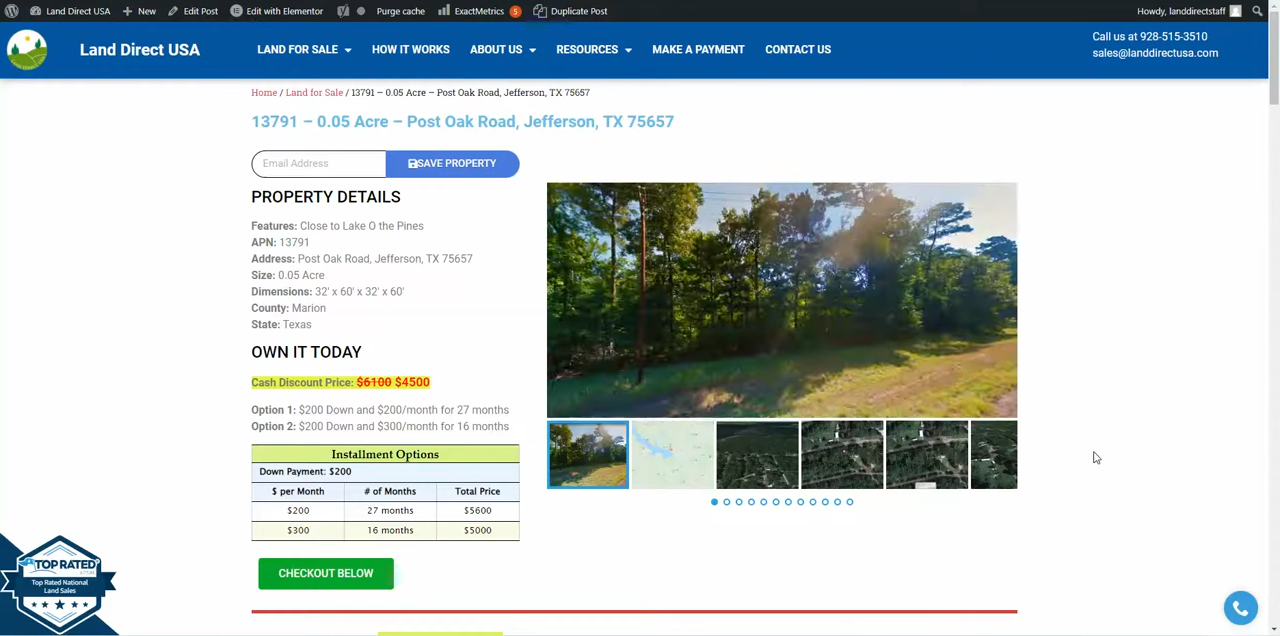 Land Direct USA New Edit Post Edit with Elementor Purge cache ExactMetrics 5 Duplicate Post Howdy, landdirectstaff
Land Direct USA LAND FOR SALE HOW IT WORKS ABOUT US RESOURCES MAKE A PAYMENT CONTACT US
Call us at 928-515-3510
sales@landdirectusa.com
Home / Land for Sale / 13791 – 0.05 Acre – Post Oak Road, Jefferson, TX 75657
13791 – 0.05 Acre – Post Oak Road, Jefferson, TX 75657
Email Address SAVE PROPERTY
PROPERTY DETAILS
Features: Close to Lake O the Pines
APN: 13791
Address: Post Oak Road, Jefferson, TX 75657
Size: 0.05 Acre
Dimensions: 32' x 60' x 32' x 60'
County: Marion
State: Texas
OWN IT TODAY
Cash Discount Price: $6100 $4500
Option 1: $200 Down and $200/month for 27 months
Option 2: $200 Down and $300/month for 16 months
Installment Options
Down Payment: $200
$ per Month # of Months Total Price
$200 27 months $5600
$300 16 months $5000
CHECKOUT BELOW
TOP RATED
Top Rated National
Land Sales